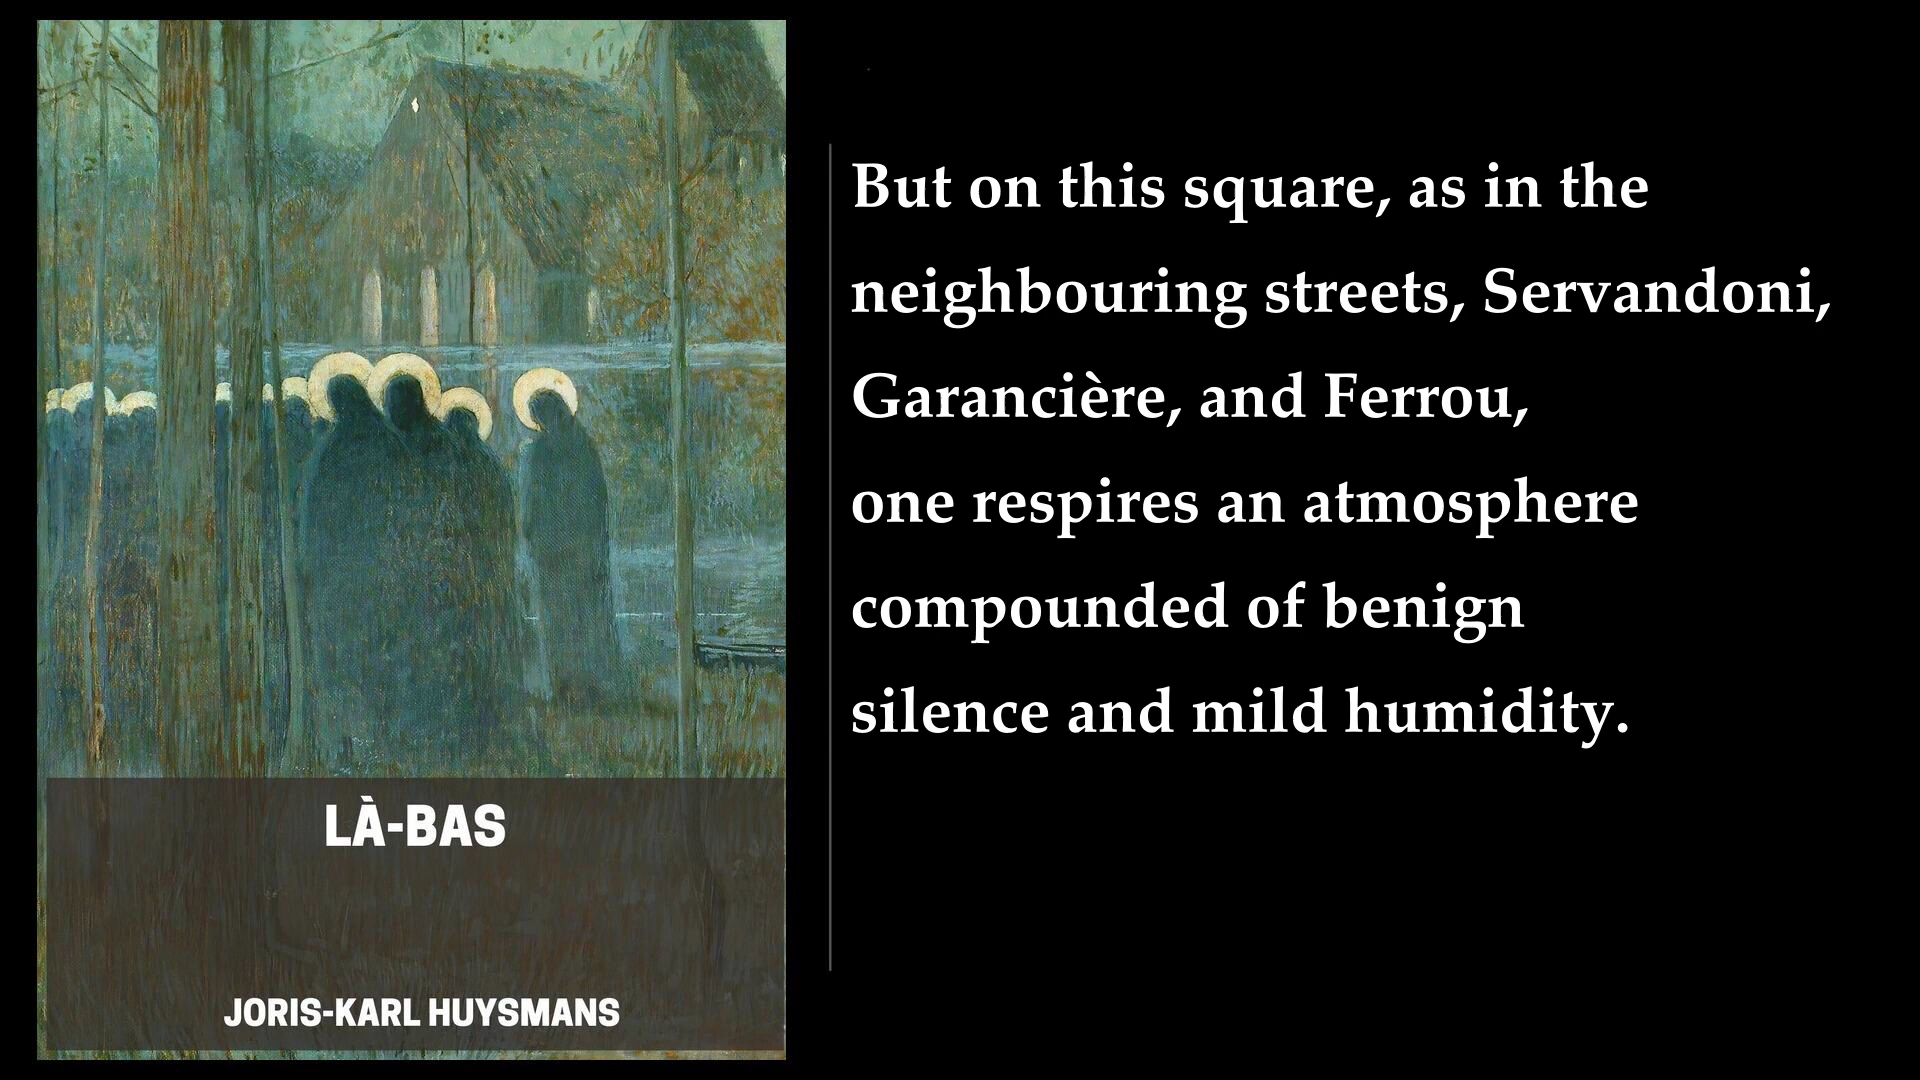 LÀ-BAS
JORIS-KARL HUYSMANS
But on this square, as in the
neighbouring streets, Servandoni,
Garancière, and Ferrou,
one respires an atmosphere
compounded of benign
silence and mild humidity.